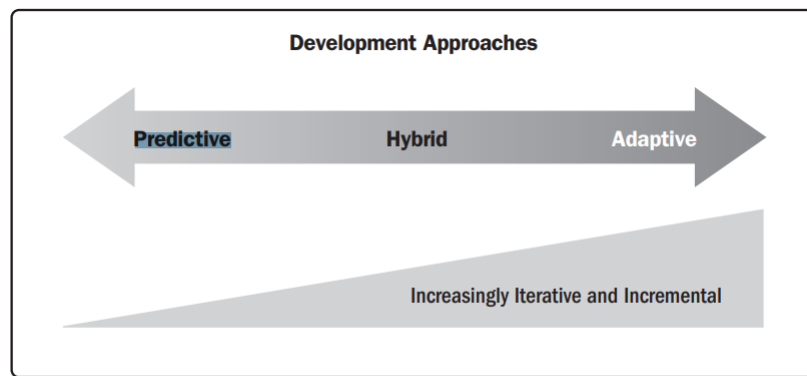 Development Approaches
Predictive Hybrid Adaptive
Increasingly Iterative and Incremental